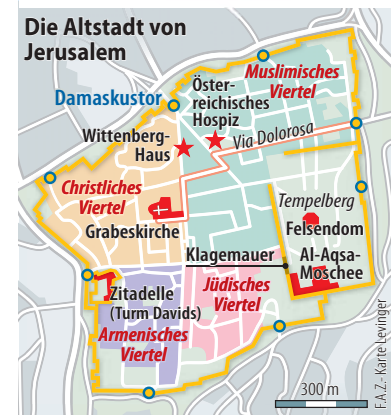 Die Altstadt von
Jerusalem
Muslimisches
Viertel
Damaskustor
Öster-
reichisches
Hospiz
Wittenberg-
Haus
Via Dolorosa
Christliches
Viertel
Grabeskirche
Tempelberg
Felsendom
Klagemauer
Al-Aqsa-
Moschee
Zitadelle
(Turm Davids)
Jüdisches
Viertel
Armenisches
Viertel
300 m
F.A.Z.-Karte Levinger